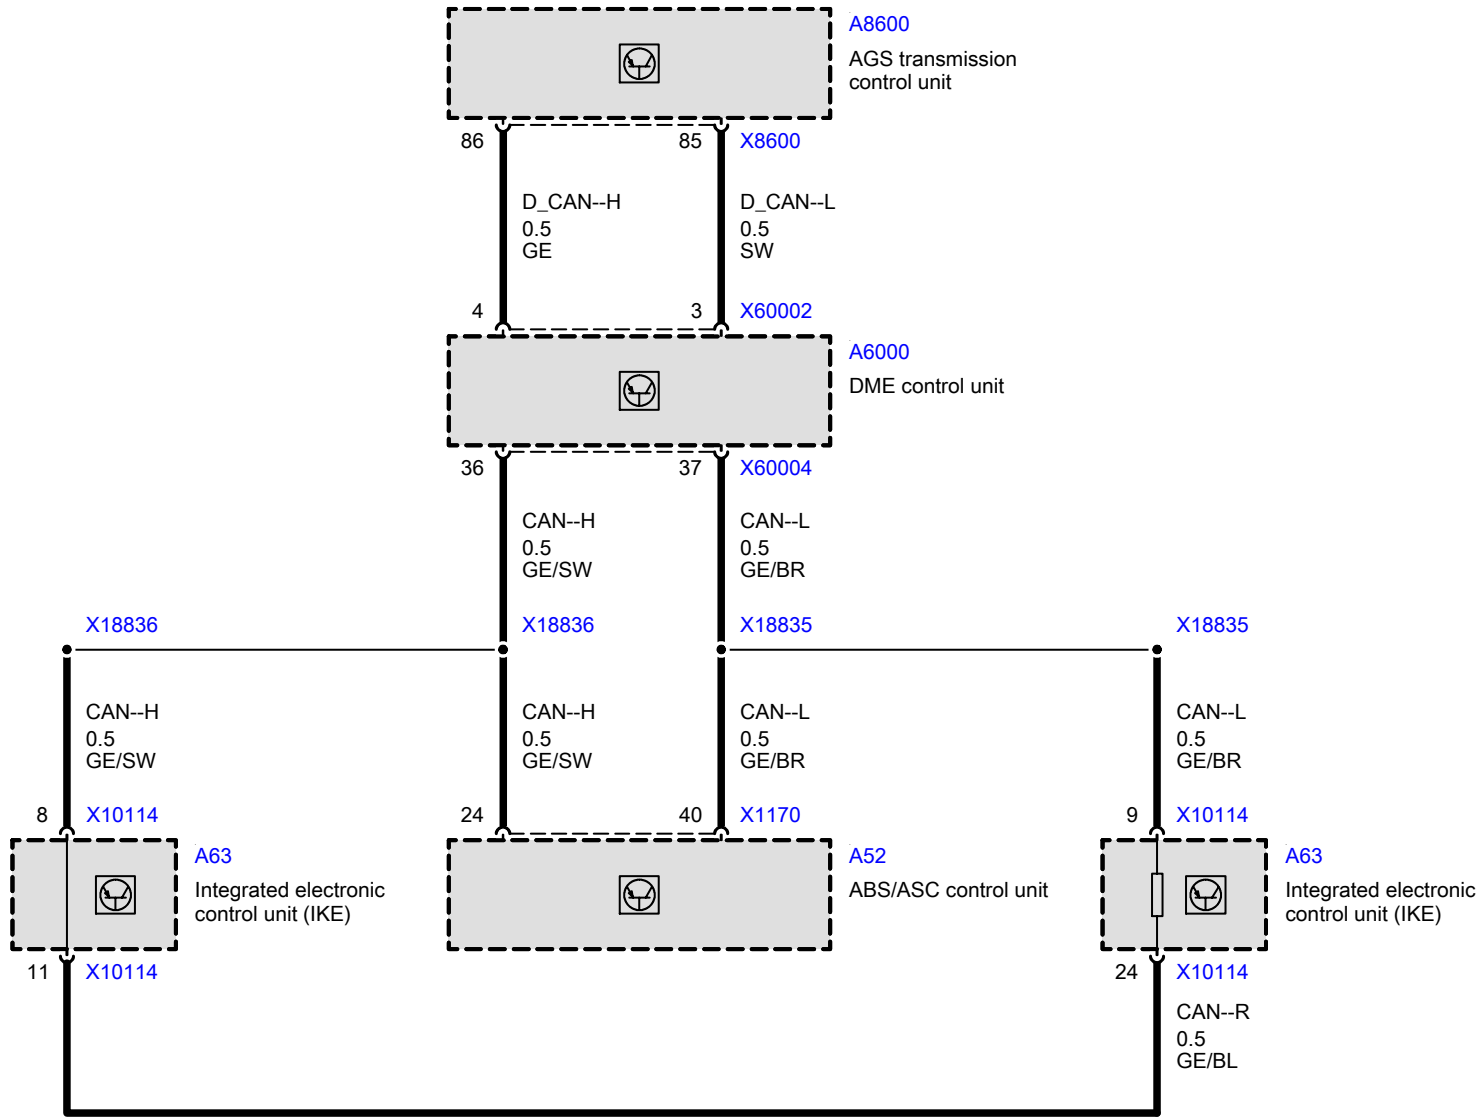 A8600
AGS transmission
control unit
86
85
X8600
D_CAN--H
0.5
GE
D_CAN--L
0.5
SW
4
3
X60002
A6000
DME control unit
36
37
X60004
CAN--H
0.5
GE/SW
CAN--L
0.5
GE/BR
X18836
X18836
X18835
X18835
CAN--H
0.5
GE/SW
CAN--H
0.5
GE/SW
CAN--L
0.5
GE/BR
CAN--L
0.5
GE/BR
8
X10114
24
40
X1170
9
X10114
A63
Integrated electronic
control unit (IKE)
A52
ABS/ASC control unit
A63
Integrated electronic
control unit (IKE)
11
X10114
24
X10114
CAN--R
0.5
GE/BL